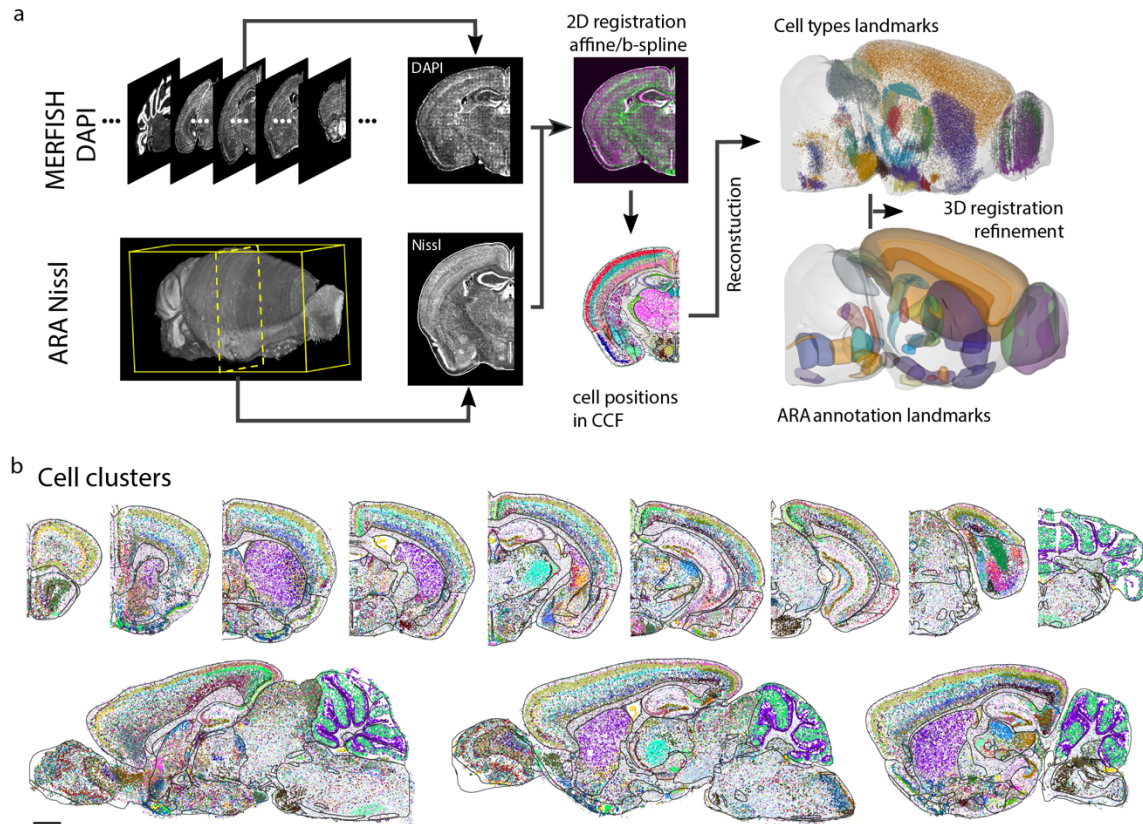 a
MERFISH
DAPI
DAPI
2D registration
affine/b-spline
Cell types landmarks
ARA Nissl
Nissl
cell positions
in CCF
Reconstuction
3D registration
refinement
ARA annotation landmarks
b
Cell clusters